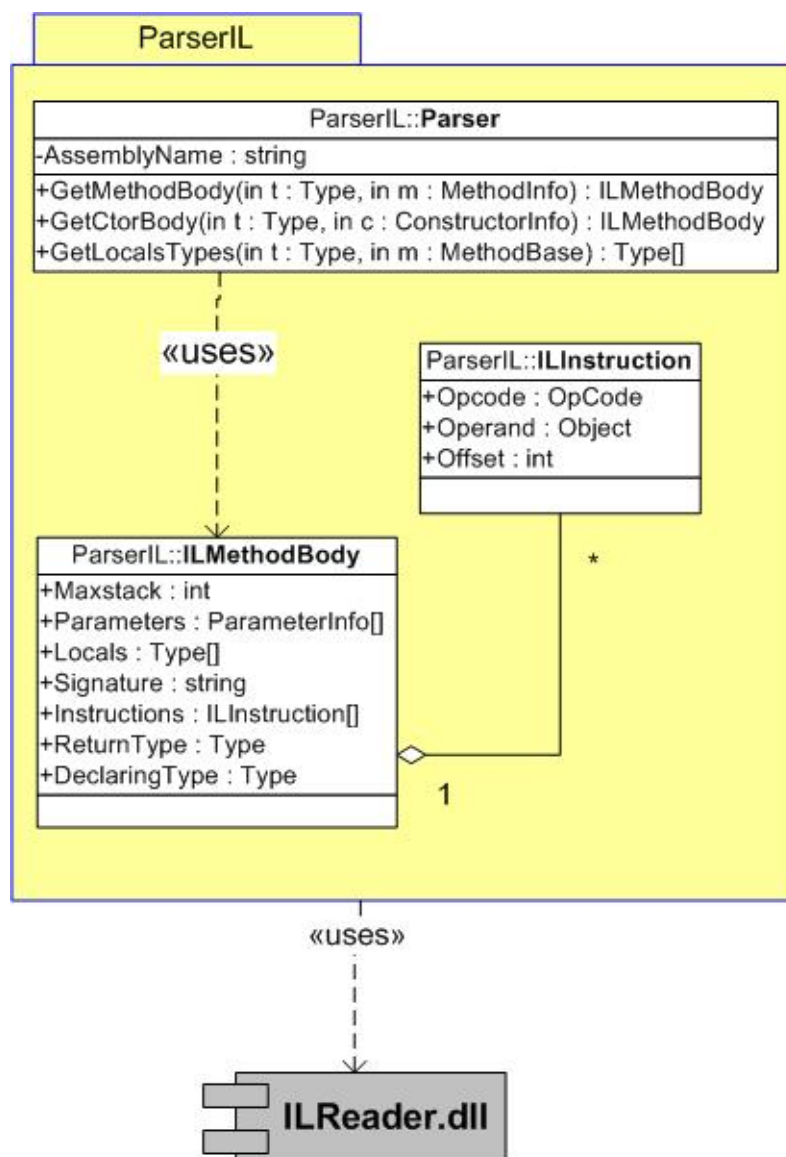 ParserIL
ParserIL::Parser
-AssemblyName : string
+GetMethodBody(in t : Type, in m : MethodInfo) : ILMethodBody
+GetCtorBody(in t : Type, in c : ConstructorInfo) : ILMethodBody
+GetLocalsTypes(in t : Type, in m : MethodBase) : Type[]
«uses»
ParserIL::ILInstruction
+Opcode : OpCode
+Operand : Object
+Offset : int
*
ParserIL::ILMethodBody
+Maxstack : int
+Parameters : ParameterInfo[]
+Locals : Type[]
+Signature : string
+Instructions : ILInstruction[]
+ReturnType : Type
+DeclaringType : Type
1
«uses»
ILReader.dll